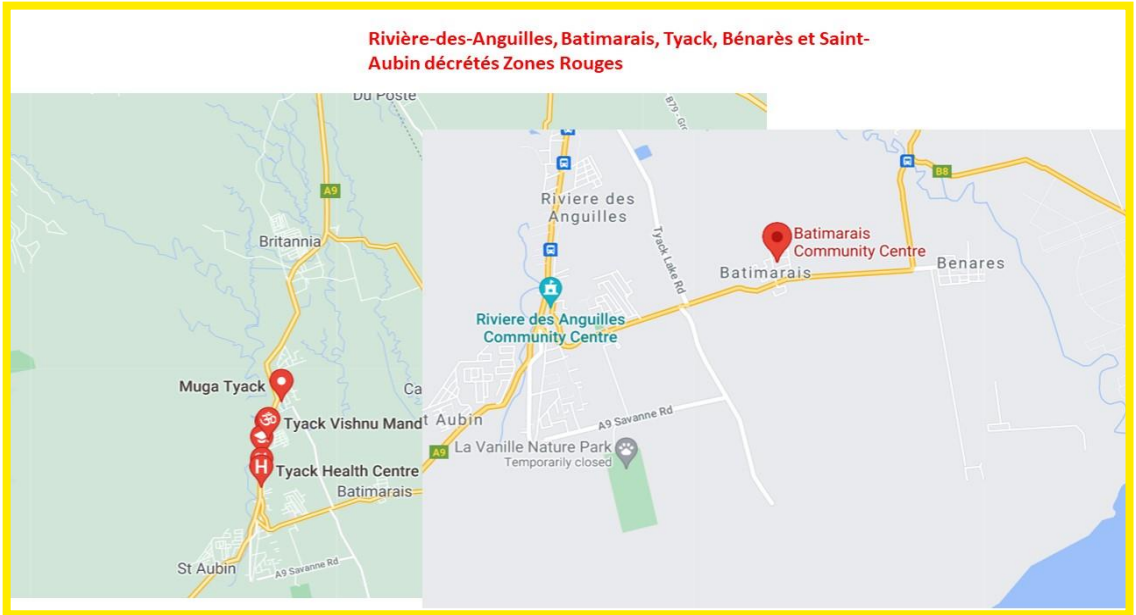 Rivière-des-Anguilles, Batimarais, Tyack, Bénarès et Saint-
Aubin décrétés Zones Rouges
Du Poste
A9
Britannia
Muga Tyack
Ca
Tyack Vishnu Mand
H
Tyack Health Centre
Batimarais
St Aubin
A9 Savanne Rd
B79 - Gr
B8
Riviere des
Anguilles
Tyack Lake Rd
Batimarais
Community Centre
Batimarais
Benares
Riviere des Anguilles
Community Centre
t Aubin
A9 Savanne Rd
A9
La Vanille Nature Park
Temporarily closed